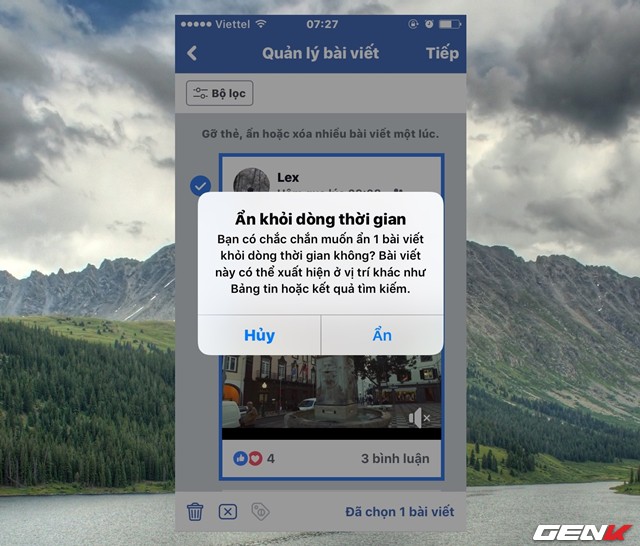 Viettel 07:27
Quản lý bài viết Tiếp
Bộ lọc
Gỡ thẻ, ẩn hoặc xóa nhiều bài viết một lúc.
Lex
Ẩn khỏi dòng thời gian
Bạn có chắc chắn muốn ẩn 1 bài viết
khỏi dòng thời gian không? Bài viết
này có thể xuất hiện ở vị trí khác như
Bảng tin hoặc kết quả tìm kiếm.
Hủy Ẩn
4 3 bình luận
Đã chọn 1 bài viết
GENK